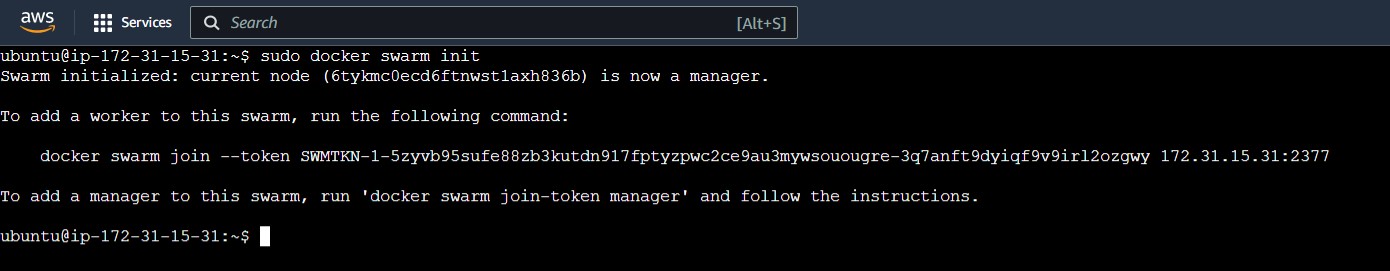 aws
Services
Search
[Alt+S]
ubuntu@ip-172-31-15-31:~$ sudo docker swarm init
Swarm initialized: current node (6tykmc0ecd6ftnwst1axh836b) is now a manager.
To add a worker to this swarm, run the following command:
docker swarm join --token SWMTKN-1-5zyvb95sufe88zb3kutdn917fptyzpwc2ce9au3mywsouougre-3q7anft9dyiqf9v9irl2ozgwy 172.31.15.31:2377
To add a manager to this swarm, run 'docker swarm join-token manager' and follow the instructions.
ubuntu@ip-172-31-15-31:~$